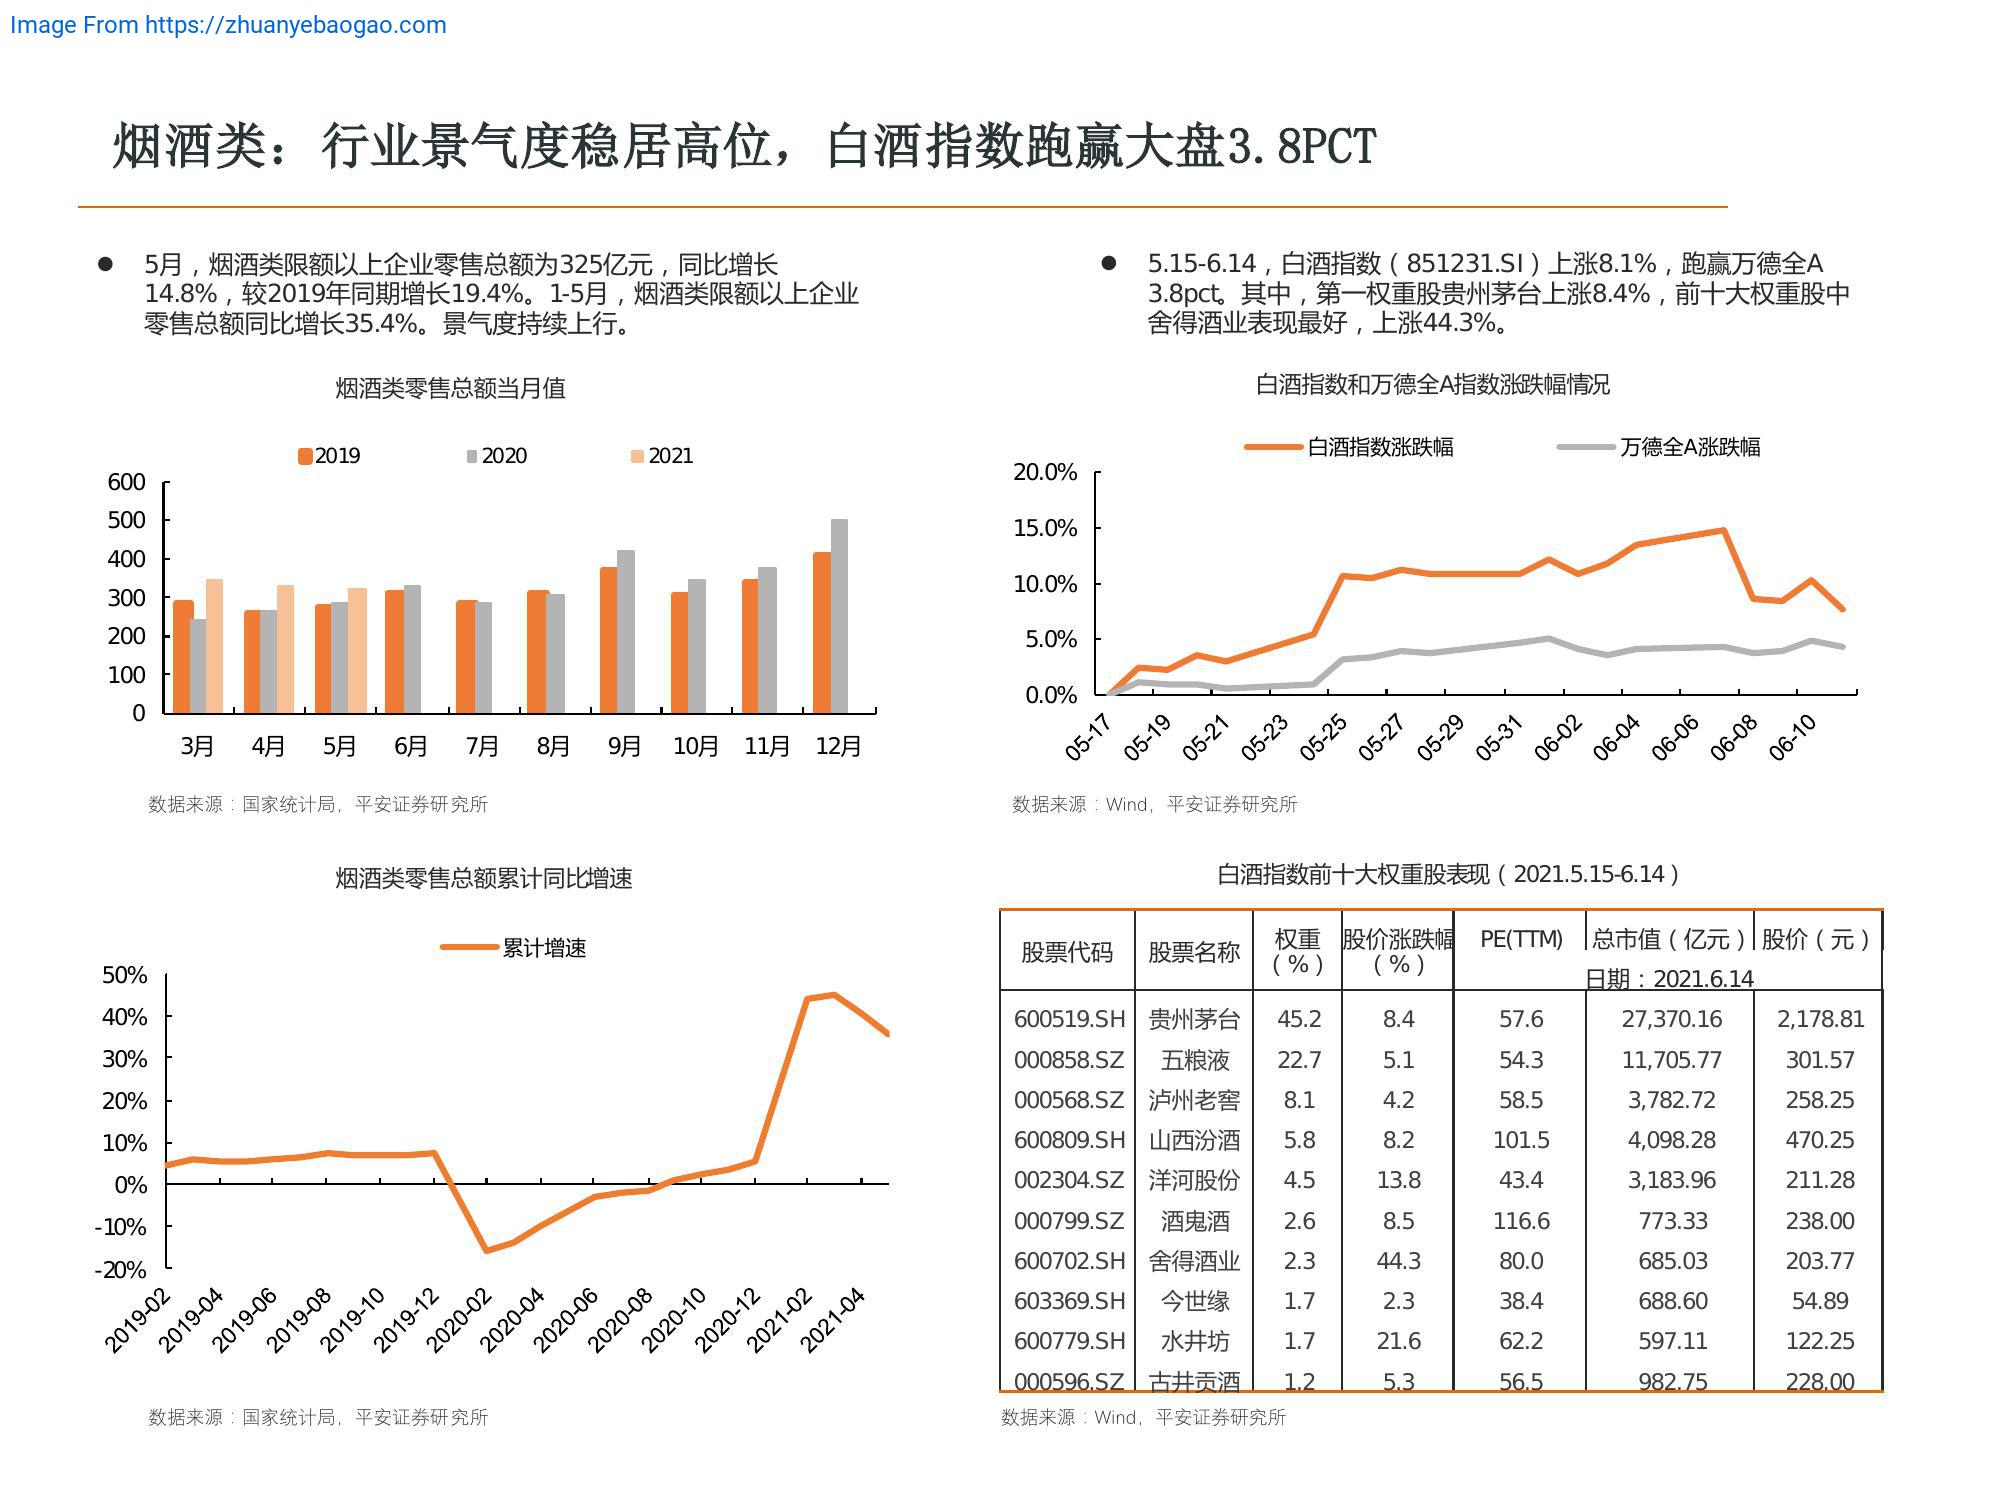 Image From https://zhuanyebaogao.com
烟酒类：行业景气度稳居高位，白酒指数跑赢大盘3.8PCT
● 5月，烟酒类限额以上企业零售总额为325亿元，同比增长
14.8%，较2019年同期增长19.4%。1-5月，烟酒类限额以上企业
零售总额同比增长35.4%。景气度持续上行。
烟酒类零售总额当月值
2019 2020 2021
600
500
400
300
200
100
0
3月 4月 5月 6月 7月 8月 9月 10月 11月 12月
数据来源：国家统计局，平安证券研究所
● 5.15-6.14，白酒指数（851231.SI）上涨8.1%，跑赢万德全A
3.8pct。其中，第一权重股贵州茅台上涨8.4%，前十大权重股中
舍得酒业表现最好，上涨44.3%。
白酒指数和万德全A指数涨跌幅情况
白酒指数涨跌幅 万德全A涨跌幅
20.0%
15.0%
10.0%
5.0%
0.0%
05-17 05-19 05-21 05-23 05-25 05-27 05-29 05-31 06-02 06-04 06-06 06-08 06-10
数据来源：Wind，平安证券研究所
烟酒类零售总额累计同比增速
累计增速
50%
40%
30%
20%
10%
0%
-10%
-20%
2019-02 2019-04 2019-06 2019-08 2019-10 2019-12 2020-02 2020-04 2020-06 2020-08 2020-10 2020-12 2021-02 2021-04
数据来源：国家统计局，平安证券研究所
白酒指数前十大权重股表现（2021.5.15-6.14）
股票代码 股票名称 权重（%） 股价涨跌幅（%） PE(TTM) 总市值（亿元） 股价（元）
日期：2021.6.14
600519.SH 贵州茅台 45.2 8.4 57.6 27,370.16 2,178.81
000858.SZ 五粮液 22.7 5.1 54.3 11,705.77 301.57
000568.SZ 泸州老窖 8.1 4.2 58.5 3,782.72 258.25
600809.SH 山西汾酒 5.8 8.2 101.5 4,098.28 470.25
002304.SZ 洋河股份 4.5 13.8 43.4 3,183.96 211.28
000799.SZ 酒鬼酒 2.6 8.5 116.6 773.33 238.00
600702.SH 舍得酒业 2.3 44.3 80.0 685.03 203.77
603369.SH 今世缘 1.7 2.3 38.4 688.60 54.89
600779.SH 水井坊 1.7 21.6 62.2 597.11 122.25
000596.SZ 古井贡酒 1.2 5.3 56.5 982.75 228.00
数据来源：Wind，平安证券研究所